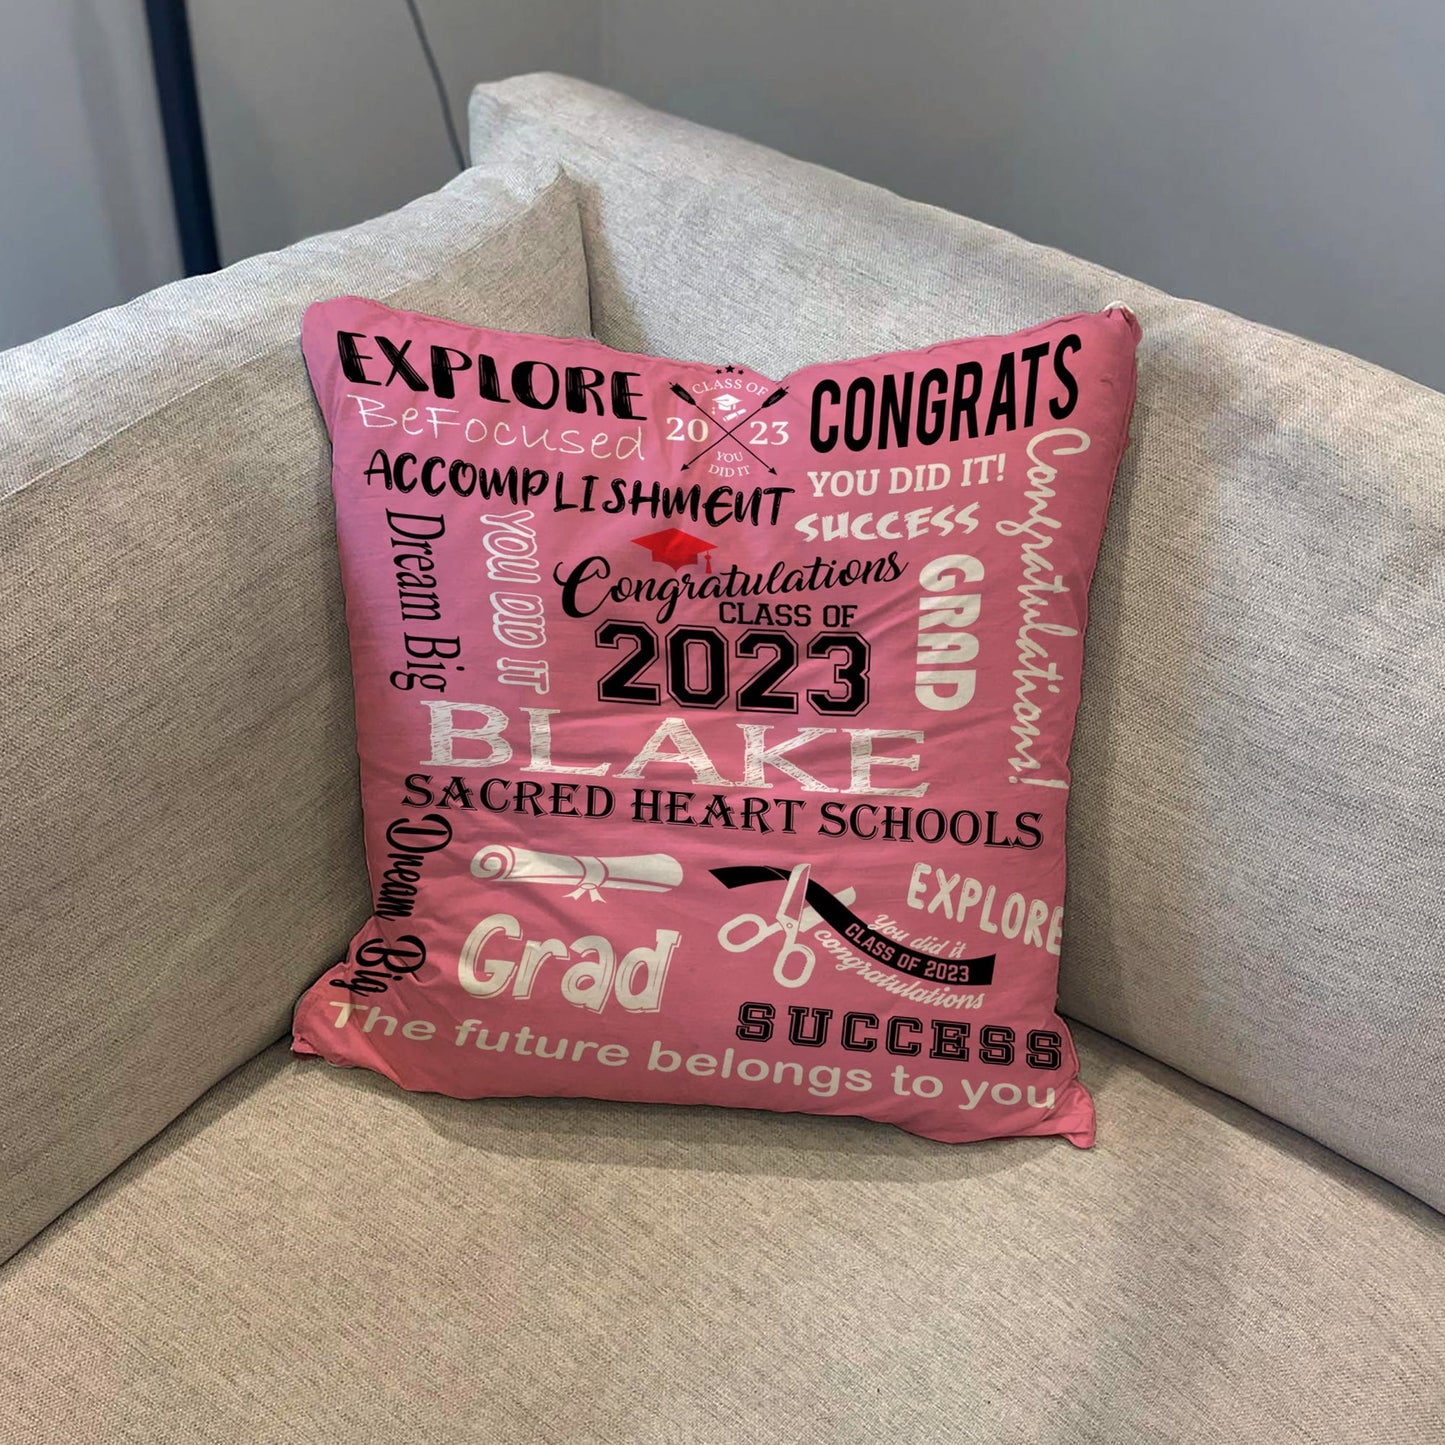 EXPLORE
BeFocused
CLASS OF
20 23
YOU
DID IT
CONGRATS
ACCOMPLISHMENT
YOU DID IT!
SUCCESS
Congratulations!
Dream Big
YOU DID IT
Congratulations
CLASS OF
2023
GRAD
BLAKE
SACRED HEART SCHOOLS
Dream Big
Grad
EXPLORE
You did it
CLASS OF 2023
congratulations
SUCCESS
The future belongs to you